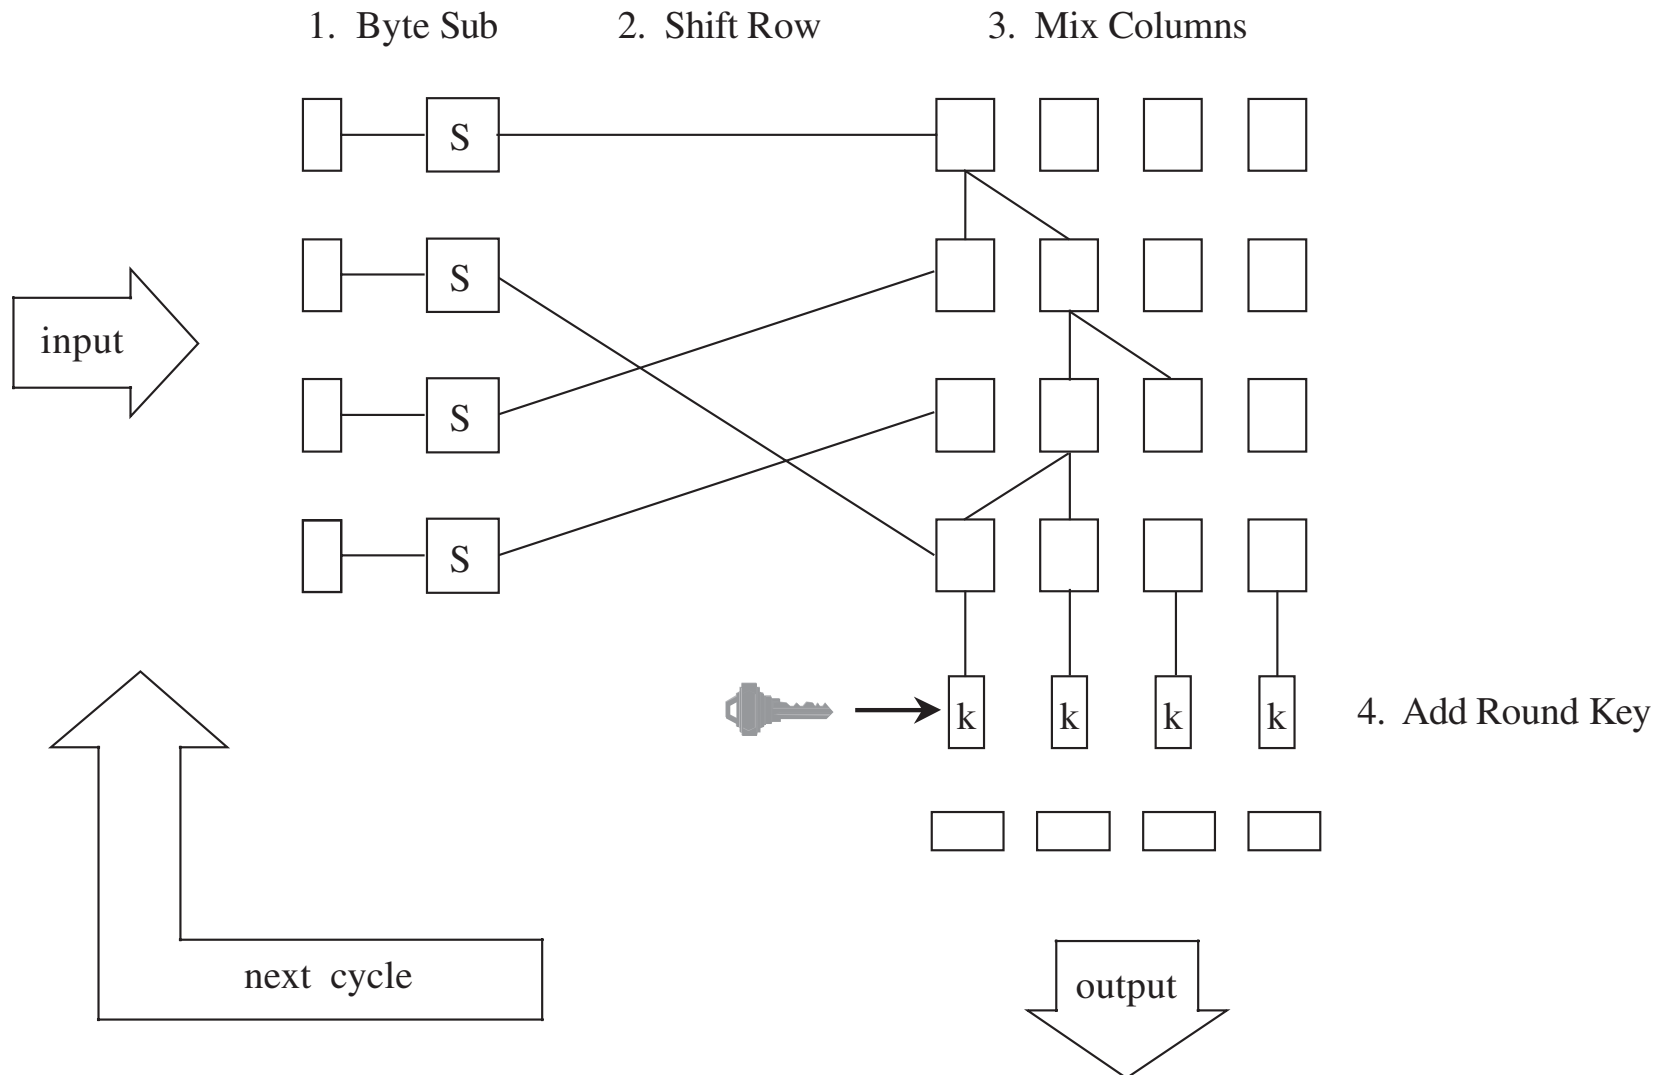 1. Byte Sub
2. Shift Row
3. Mix Columns
S
S
input
S
S
k
k
k
k
4. Add Round Key
next cycle
output